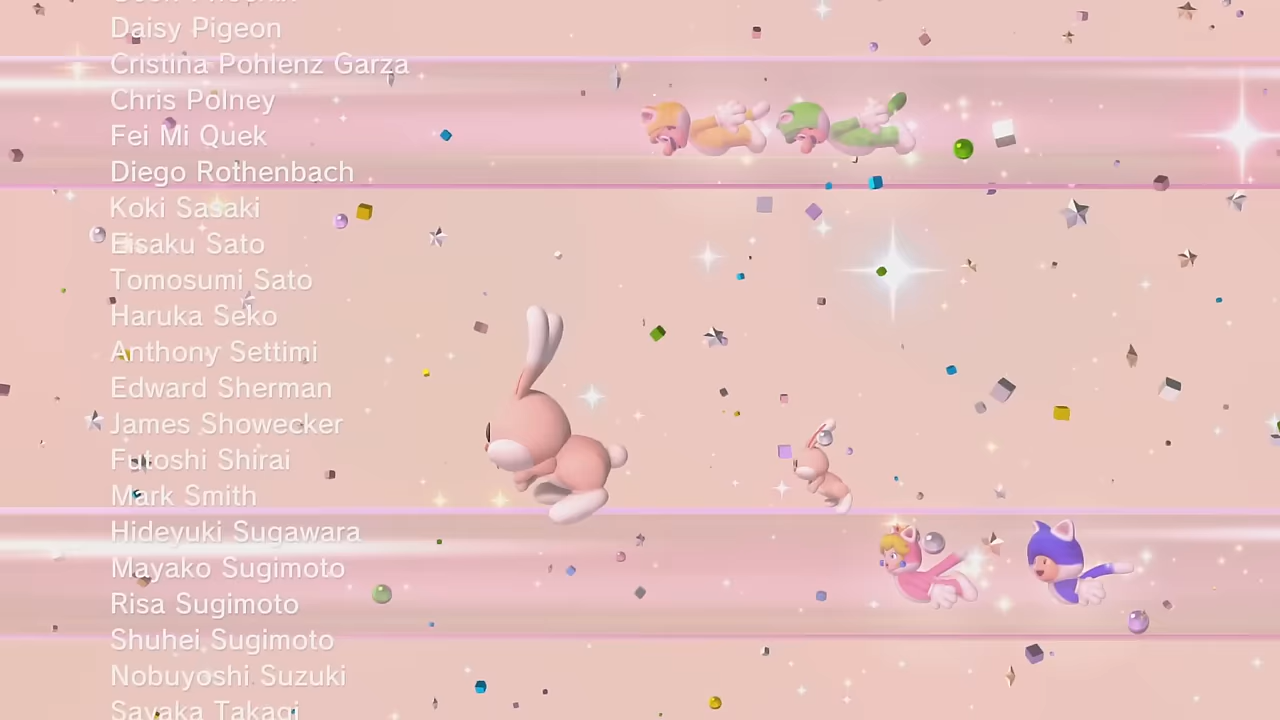 Daisy Pigeon
Cristina Pohlenz Garza
Chris Polney
Fei Mi Quek
Diego Rothenbach
Koki Sasaki
Eisaku Sato
Tomosumi Sato
Haruka Seko
Anthony Settimi
Edward Sherman
James Showecker
Futoshi Shirai
Mark Smith
Hideyuki Sugawara
Mayako Sugimoto
Risa Sugimoto
Shuhei Sugimoto
Nobuyoshi Suzuki
Sayaka Takagi